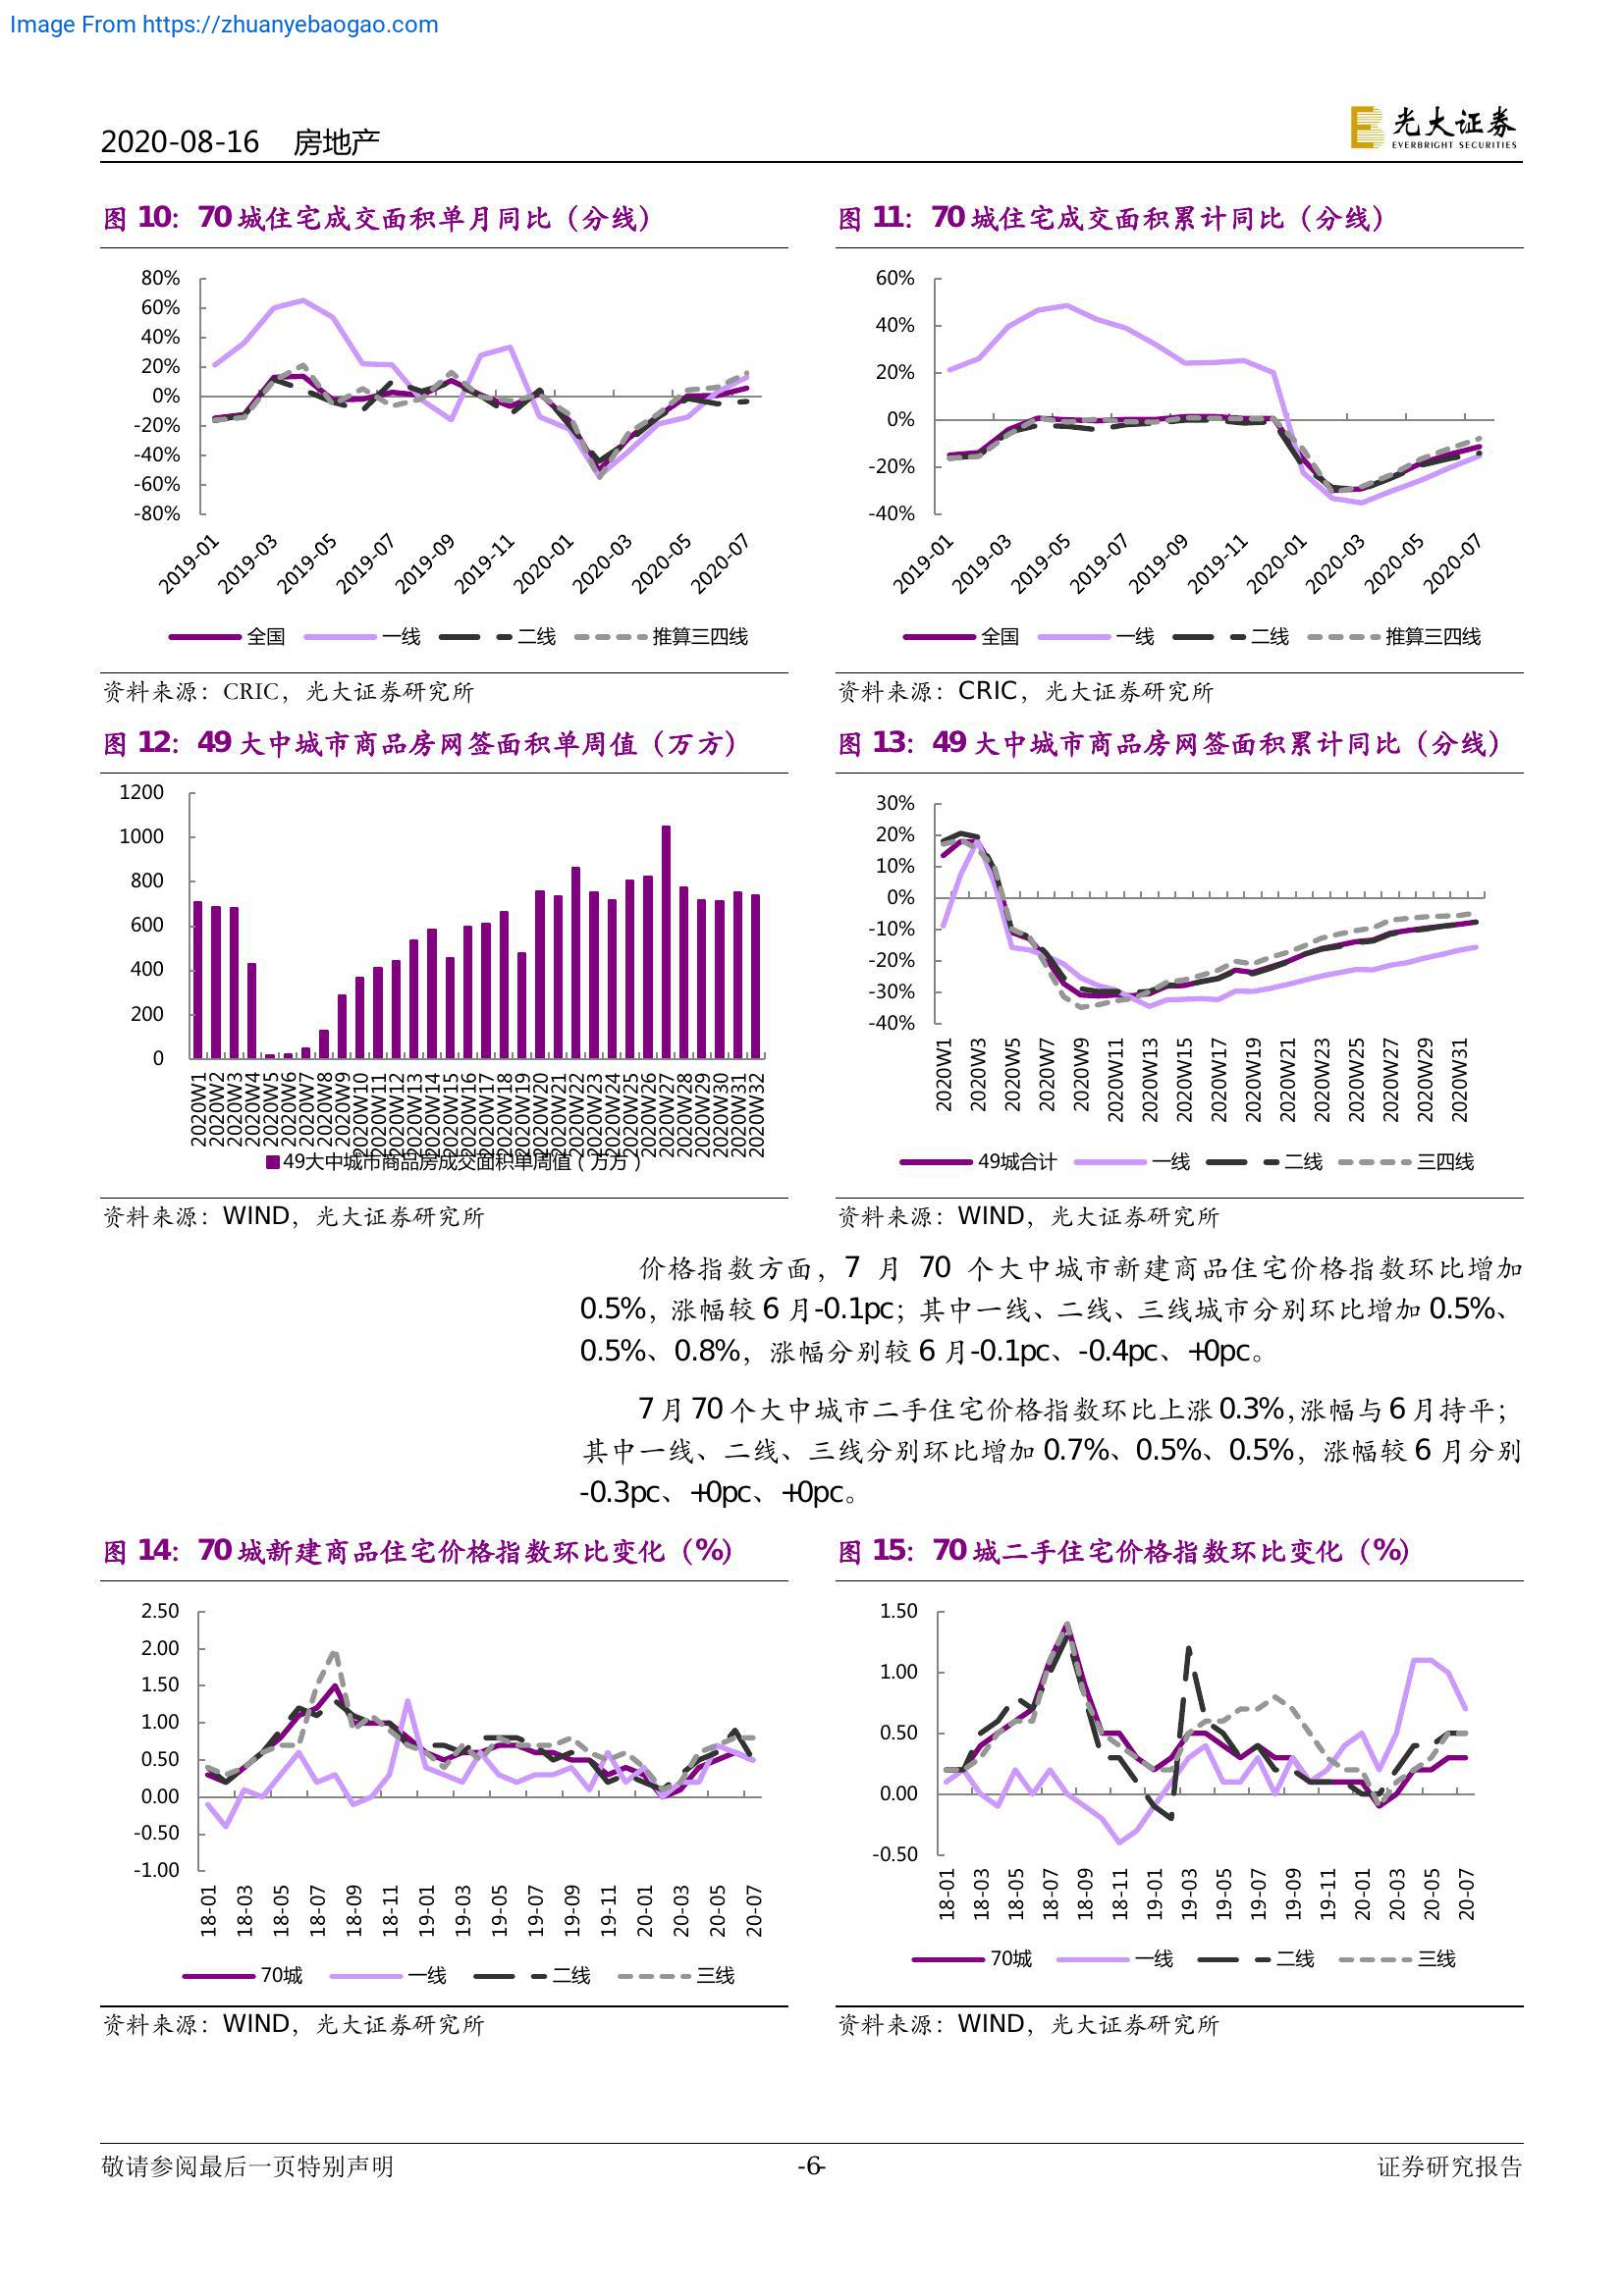 Image From https://zhuanyebaogao.com
2020-08-16 房地产
光大证券
EVERBRIGHT SECURITIES
图 10：70 城住宅成交面积单月同比（分线）
80%
60%
40%
20%
0%
-20%
-40%
-60%
-80%
2019-01 2019-03 2019-05 2019-07 2019-09 2019-11 2020-01 2020-03 2020-05 2020-07
全国 一线 二线 推算三四线
资料来源：CRIC，光大证券研究所
图 11：70 城住宅成交面积累计同比（分线）
60%
40%
20%
0%
-20%
-40%
2019-01 2019-03 2019-05 2019-07 2019-09 2019-11 2020-01 2020-03 2020-05 2020-07
全国 一线 二线 推算三四线
资料来源：CRIC，光大证券研究所
图 12：49 大中城市商品房网签面积单周值（万方）
1200
1000
800
600
400
200
0
2020W1 2020W2 2020W3 2020W4 2020W5 2020W6 2020W7 2020W8 2020W9 2020W10 2020W11 2020W12 2020W13 2020W14 2020W15 2020W16 2020W17 2020W18 2020W19 2020W20 2020W21 2020W22 2020W23 2020W24 2020W25 2020W26 2020W27 2020W28 2020W29 2020W30 2020W31 2020W32
49大中城市商品房成交面积单周值（万方）
资料来源：WIND，光大证券研究所
图 13：49 大中城市商品房网签面积累计同比（分线）
30%
20%
10%
0%
-10%
-20%
-30%
-40%
2020W1 2020W3 2020W5 2020W7 2020W9 2020W11 2020W13 2020W15 2020W17 2020W19 2020W21 2020W23 2020W25 2020W27 2020W29 2020W31
49城合计 一线 二线 三四线
资料来源：WIND，光大证券研究所
价格指数方面，7 月 70 个大中城市新建商品住宅价格指数环比增加
0.5%，涨幅较 6 月-0.1pc；其中一线、二线、三线城市分别环比增加 0.5%、
0.5%、0.8%，涨幅分别较 6 月-0.1pc、-0.4pc、+0pc。
7 月 70 个大中城市二手住宅价格指数环比上涨 0.3%，涨幅与 6 月持平；
其中一线、二线、三线分别环比增加 0.7%、0.5%、0.5%，涨幅较 6 月分别
-0.3pc、+0pc、+0pc。
图 14：70 城新建商品住宅价格指数环比变化（%）
2.50
2.00
1.50
1.00
0.50
0.00
-0.50
-1.00
18-01 18-03 18-05 18-07 18-09 18-11 19-01 19-03 19-05 19-07 19-09 19-11 20-01 20-03 20-05 20-07
70城 一线 二线 三线
资料来源：WIND，光大证券研究所
图 15：70 城二手住宅价格指数环比变化（%）
1.50
1.00
0.50
0.00
-0.50
18-01 18-03 18-05 18-07 18-09 18-11 19-01 19-03 19-05 19-07 19-09 19-11 20-01 20-03 20-05 20-07
70城 一线 二线 三线
资料来源：WIND，光大证券研究所
敬请参阅最后一页特别声明
-6-
证券研究报告